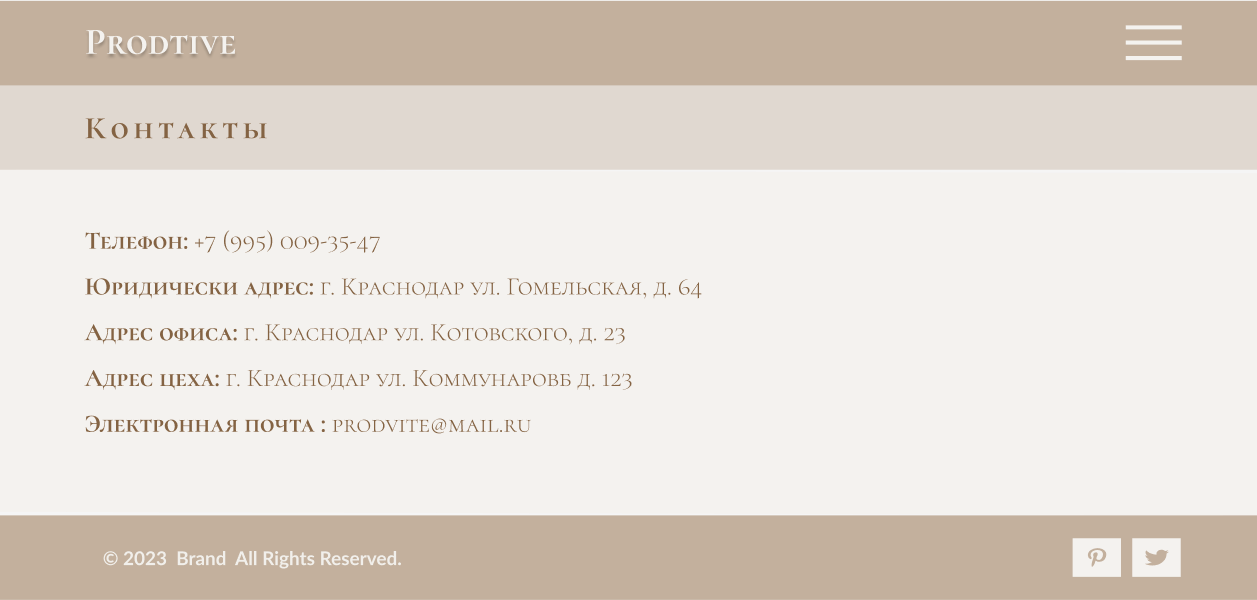 Prodtive
Контакты
Телефон: +7 (995) 009-35-47
Юридически адрес: г. Краснодар ул. Гомельская, д. 64
Адрес офиса: г. Краснодар ул. Котовского, д. 23
Адрес цеха: г. Краснодар ул. Коммунаровб д. 123
Электронная почта : prodvite@mail.ru
© 2023 Brand All Rights Reserved.